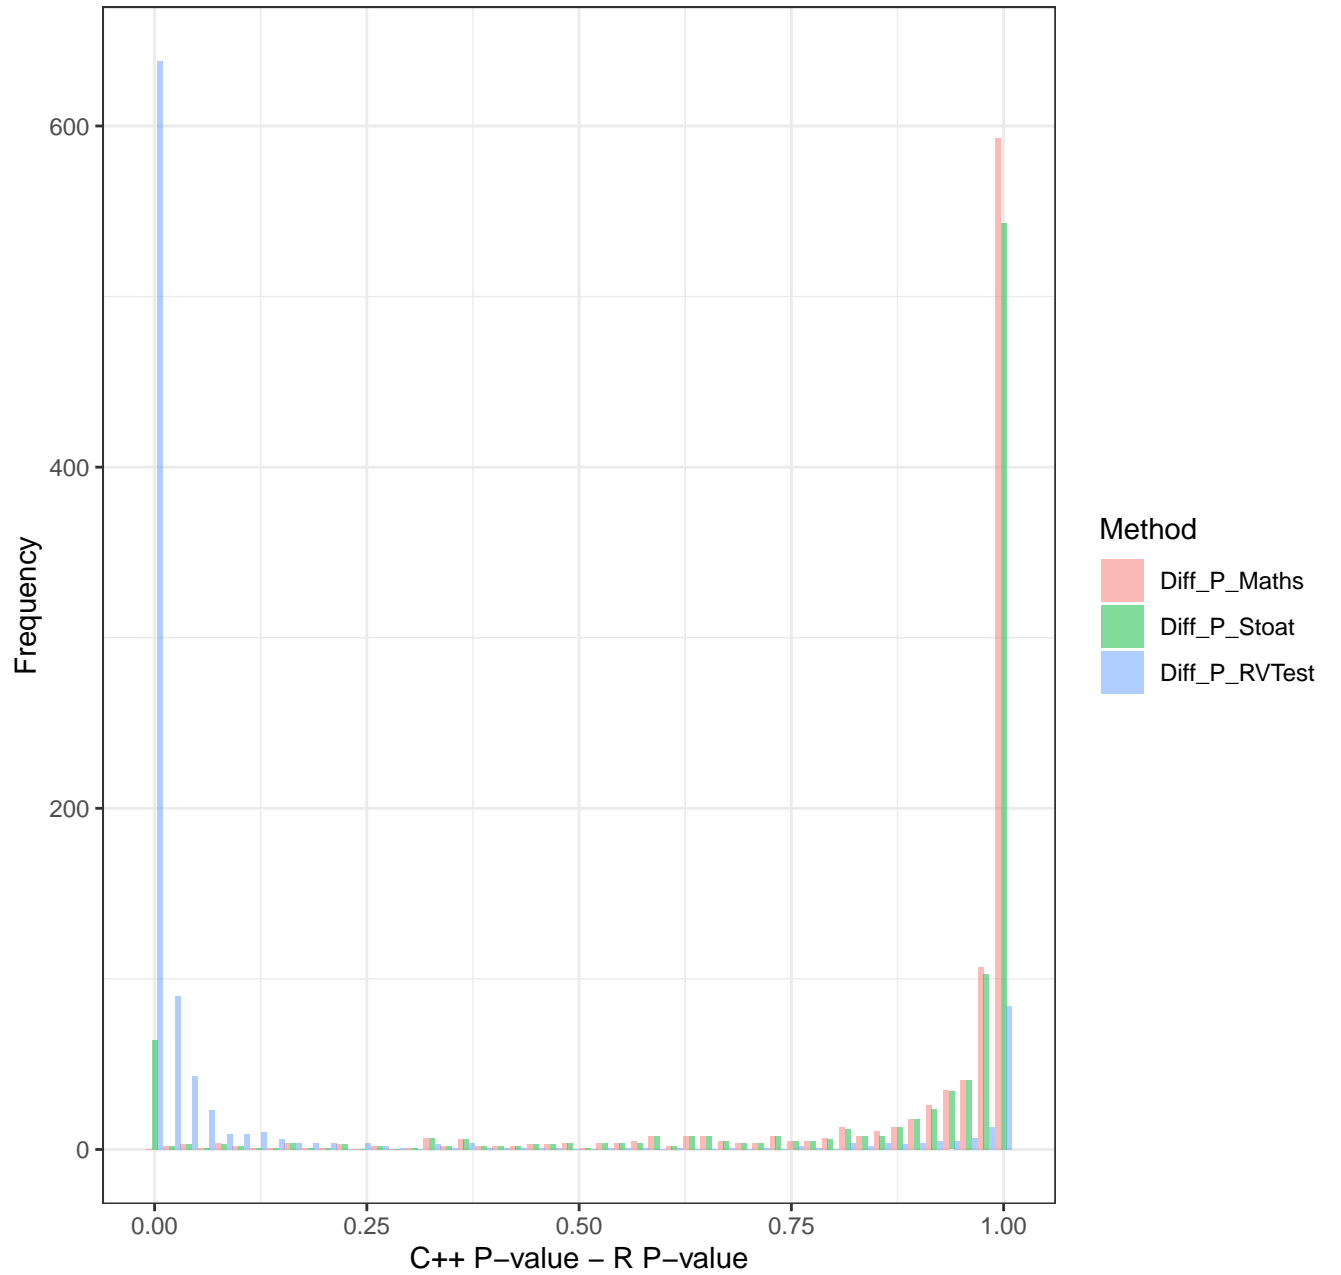 Frequency
600
400
200
0
0.00
0.25
0.50
0.75
1.00
C++ P−value − R P−value
Method
Diff_P_Maths
Diff_P_Stoat
Diff_P_RVTest